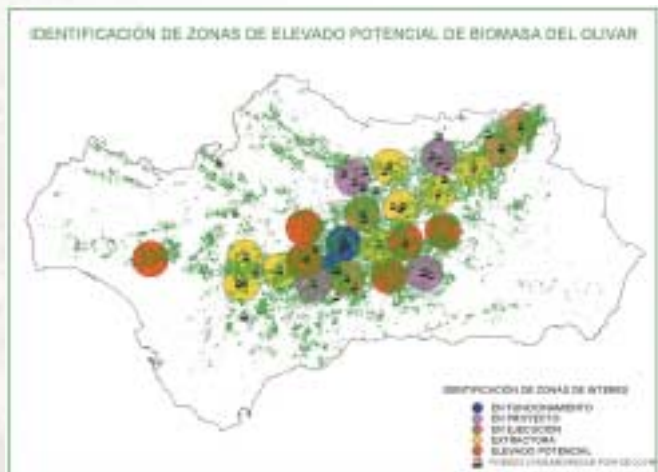 IDENTIFICACIÓN DE ZONAS DE ELEVADO POTENCIAL DE BIOMASA DEL OLIVAR
IDENTIFICACIÓN DE ZONAS DE INTERÉS
EN FUNCIONAMIENTO
EN PROYECTO
EN EJECUCIÓN
EXTRACTORA
ELEVADO POTENCIAL